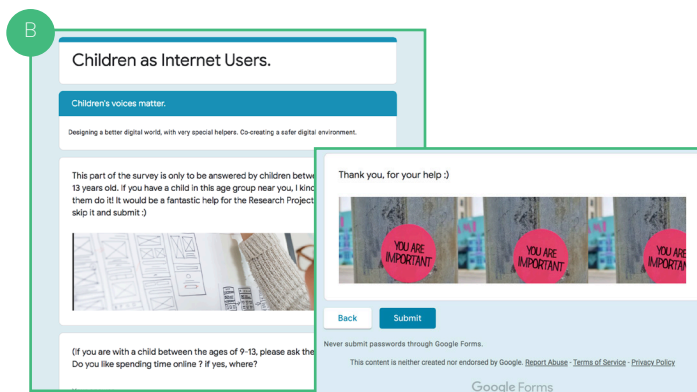 B
Children as Internet Users.
Children's voices matter.
Designing a better digital world, with very special helpers. Co-creating a safer digital environment.
This part of the survey is only to be answered by children
13 years old. If you have a child in this age group near you, I
them do it! It would be a fantastic help for the Research Project
skip it and submit :)
(If you are with a child between the ages of 9-13, please ask
Do you like spending time online ? if yes, where?
Thank you, for your help :)
YOU ARE
IMPORTANT
YOU ARE
IMPORTANT
YOU ARE
IMPORTANT
Back
Submit
Never submit passwords through Google Forms.
This content is neither created nor endorsed by Google. Report Abuse - Terms of Service - Privacy Policy
Google Forms